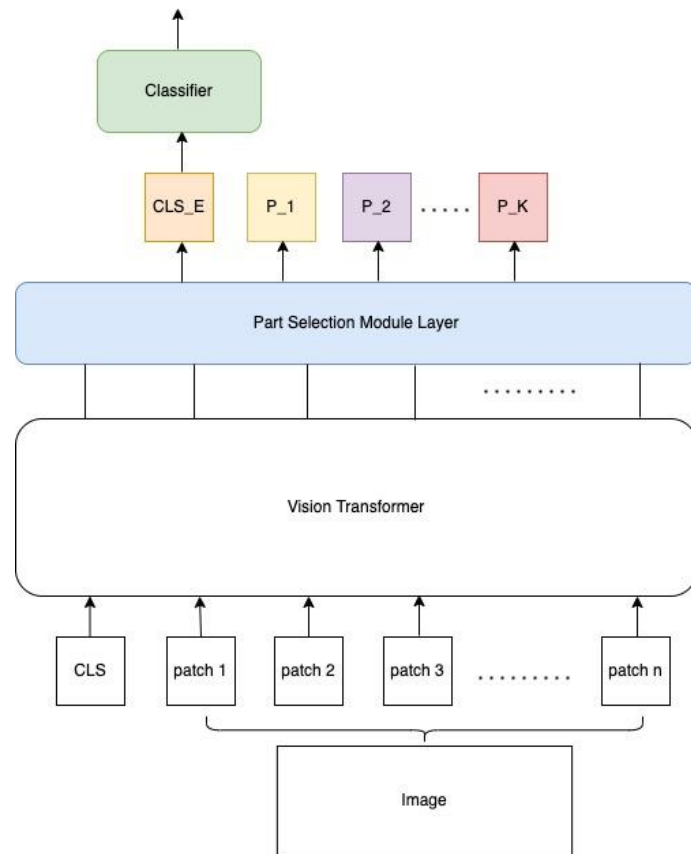 Classifier
CLS_E P_1 P_2 ..... P_K
Part Selection Module Layer
.........
Vision Transformer
CLS patch 1 patch 2 patch 3 ......... patch n
Image